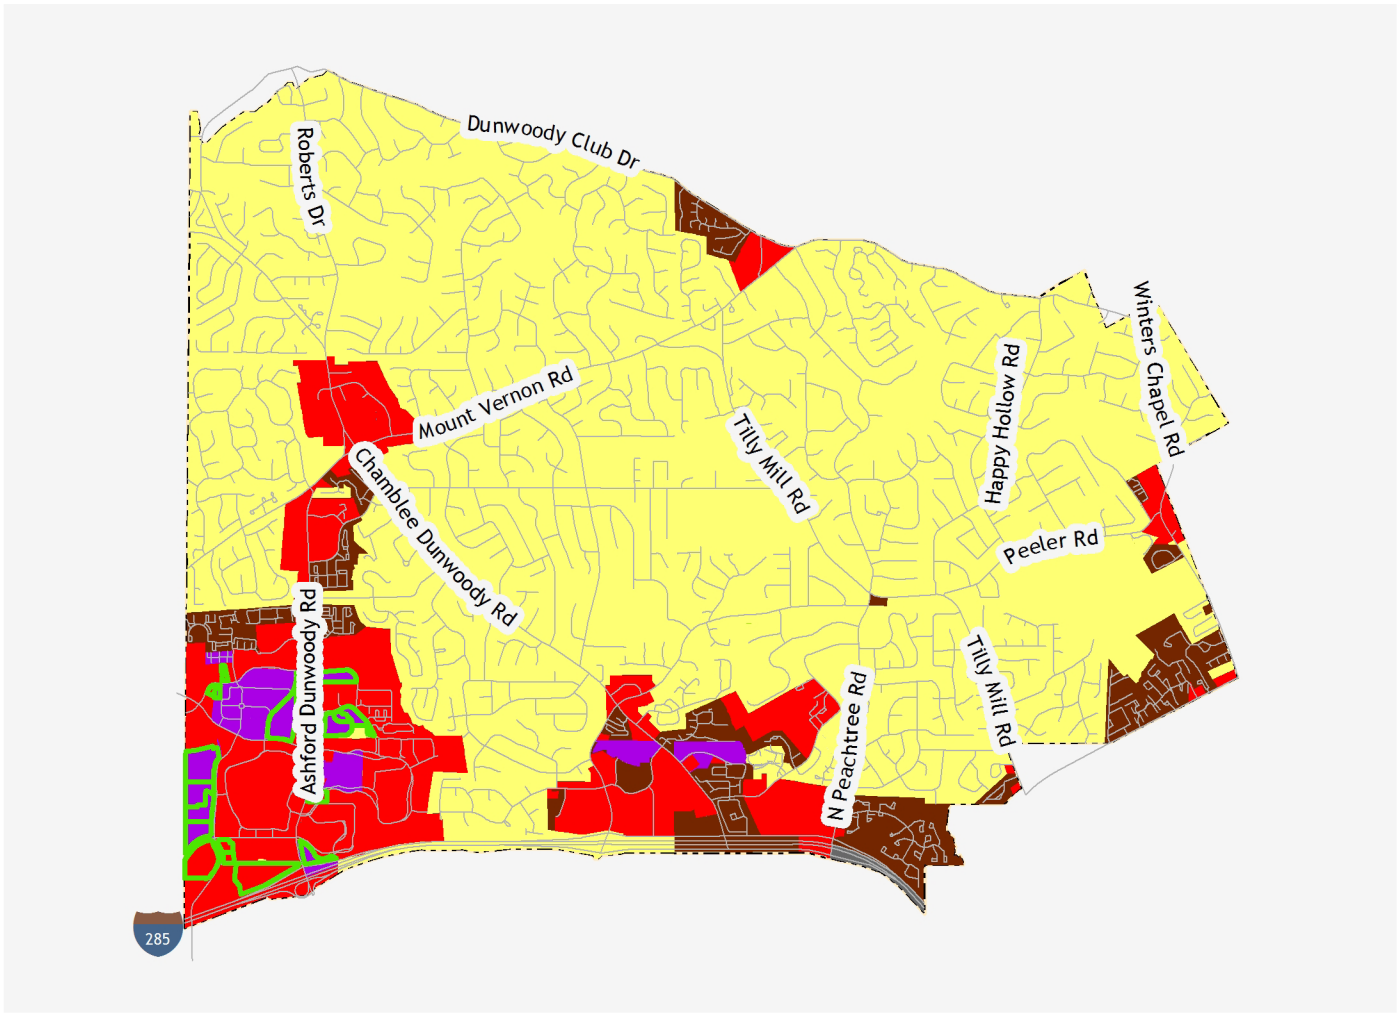 Dunwoody Club Dr
Roberts Dr
Winters Chapel Rd
Happy Hollow Rd
Mount Vernon Rd
Tilly Mill Rd
Chamblee Dunwoody Rd
Peeler Rd
Ashford Dunwoody Rd
Tilly Mill Rd
N Peachtree Rd
285